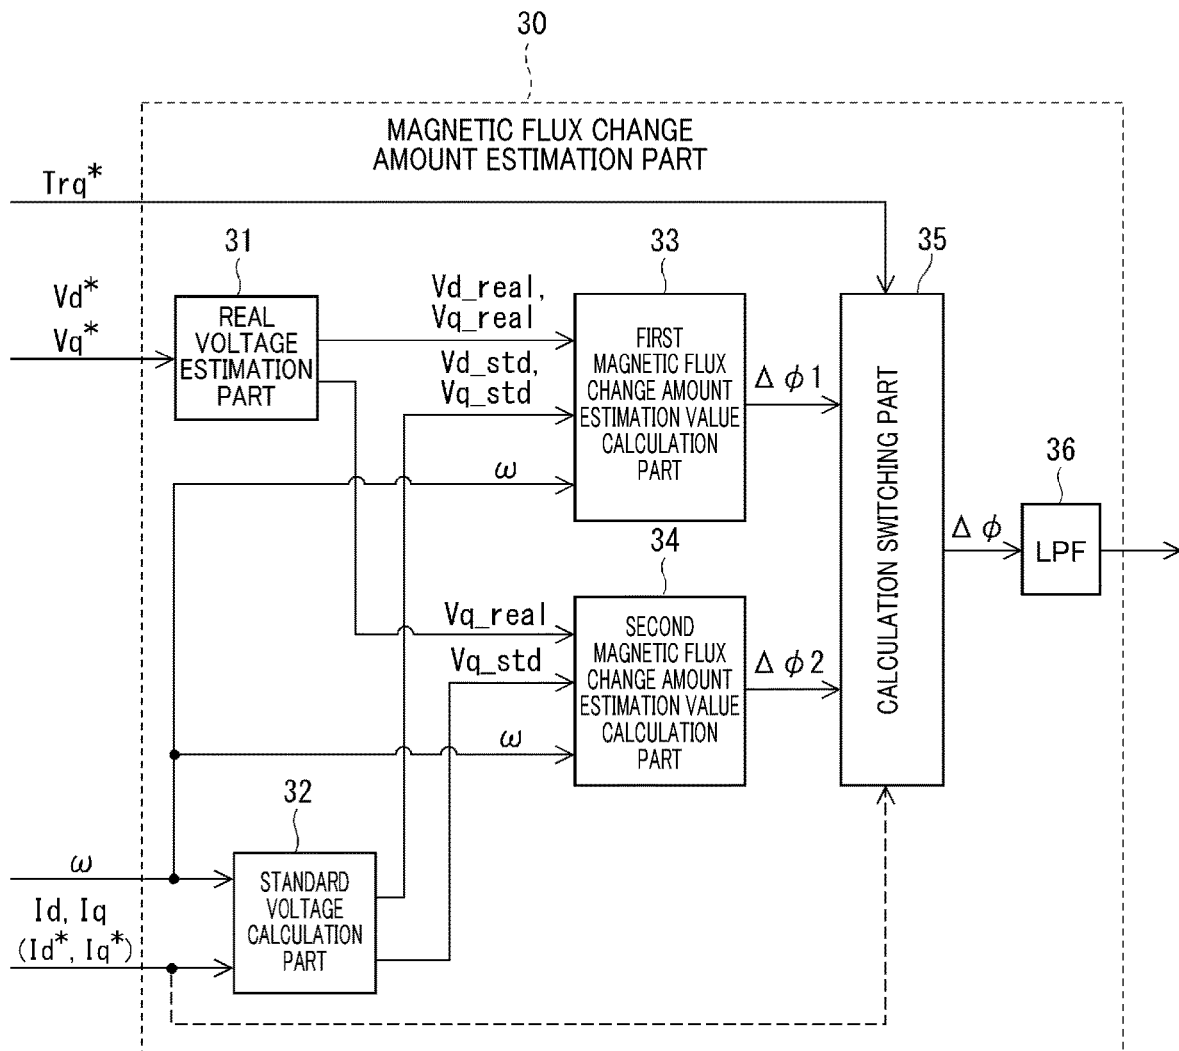 30
MAGNETIC FLUX CHANGE
AMOUNT ESTIMATION PART
Trq*
31
33
35
Vd*
Vq*
REAL
VOLTAGE
ESTIMATION
PART
Vd_real,
Vq_real
Vd_std,
Vq_std
ω
FIRST
MAGNETIC FLUX
CHANGE AMOUNT
ESTIMATION VALUE
CALCULATION
PART
Δφ1
CALCULATION SWITCHING PART
36
Δφ
LPF
34
Vq_real
Vq_std
ω
SECOND
MAGNETIC FLUX
CHANGE AMOUNT
ESTIMATION VALUE
CALCULATION
PART
Δφ2
32
ω
Id, Iq
(Id*, Iq*)
STANDARD
VOLTAGE
CALCULATION
PART